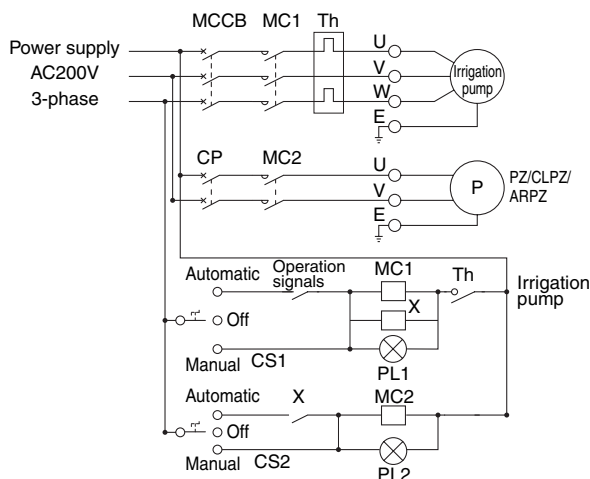 MCCB MC1 Th
Power supply
AC200V
3-phase
U
V
W
E
Irrigation
pump
CP MC2
U
V
E
P
PZ/CLPZ/
ARPZ
Automatic
Operation
signals
MC1
Th
Irrigation
pump
X
Off
Manual CS1
PL1
Automatic
X
MC2
Off
Manual CS2
PL2